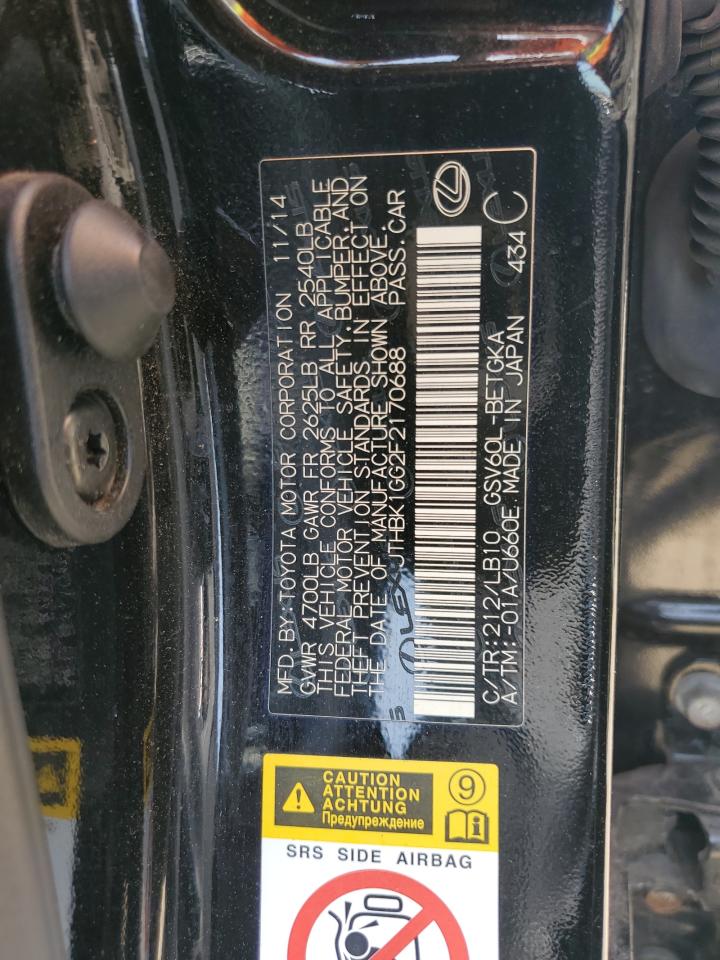 MFD. BY: TOYOTA MOTOR CORPORATION 11/14
GVWR 4700LB GAWR FR 2625LB RR 2540LB
THIS VEHICLE CONFORMS TO ALL APPLICABLE
FEDERAL MOTOR VEHICLE SAFETY, BUMPER, AND
THEFT PREVENTION STANDARDS IN EFFECT ON
THE DATE OF MANUFACTURE SHOWN ABOVE.
JTHBK1GG2F2170688 PASS. CAR
LEXUS
C/TR:212/LB10 GSV60L-BETGKA
A/TM:-01A/U660E MADE IN JAPAN 434 C
CAUTION
ATTENTION
ACHTUNG
Предупреждение
9
i
SRS SIDE AIRBAG